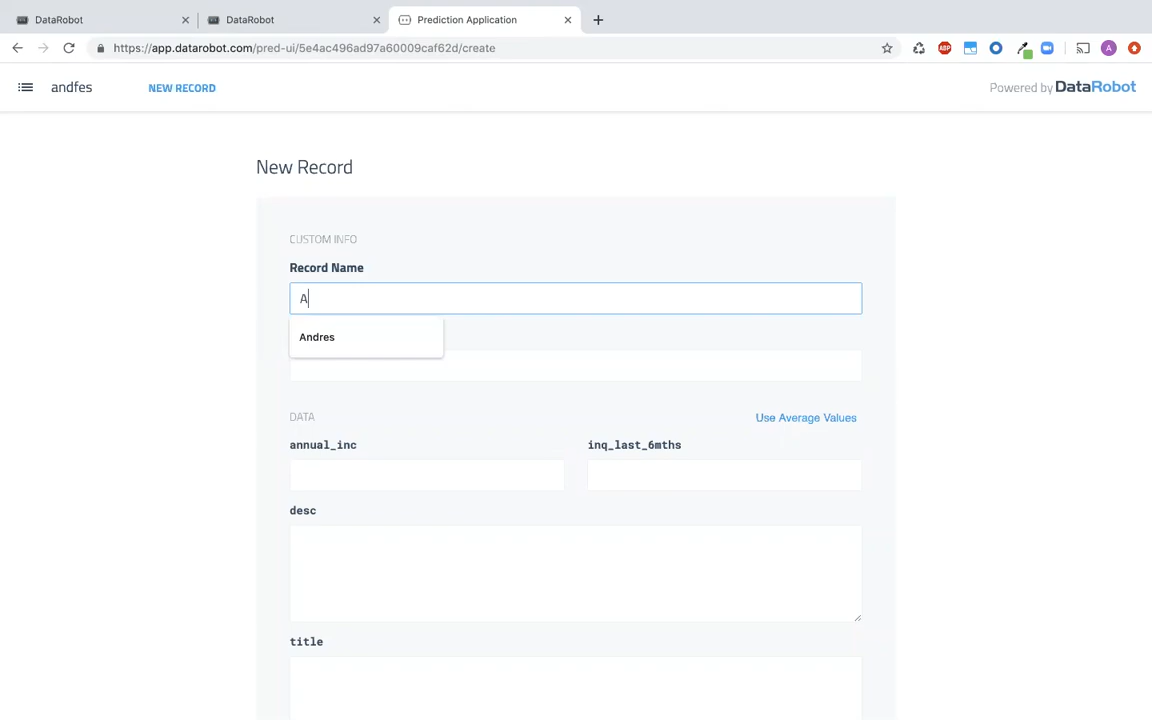 DataRobot
DataRobot
Prediction Application
https://app.datarobot.com/pred-ui/5e4ac496ad97a60009caf62d/create
ABP
A
andfes
NEW RECORD
Powered by DataRobot
New Record
CUSTOM INFO
Record Name
A
Andres
DATA
Use Average Values
annual_inc
inq_last_6mths
desc
title